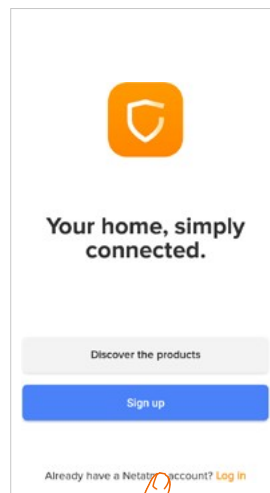 Your home, simply
connected.
Discover the products
Sign up
Already have a account? Log In